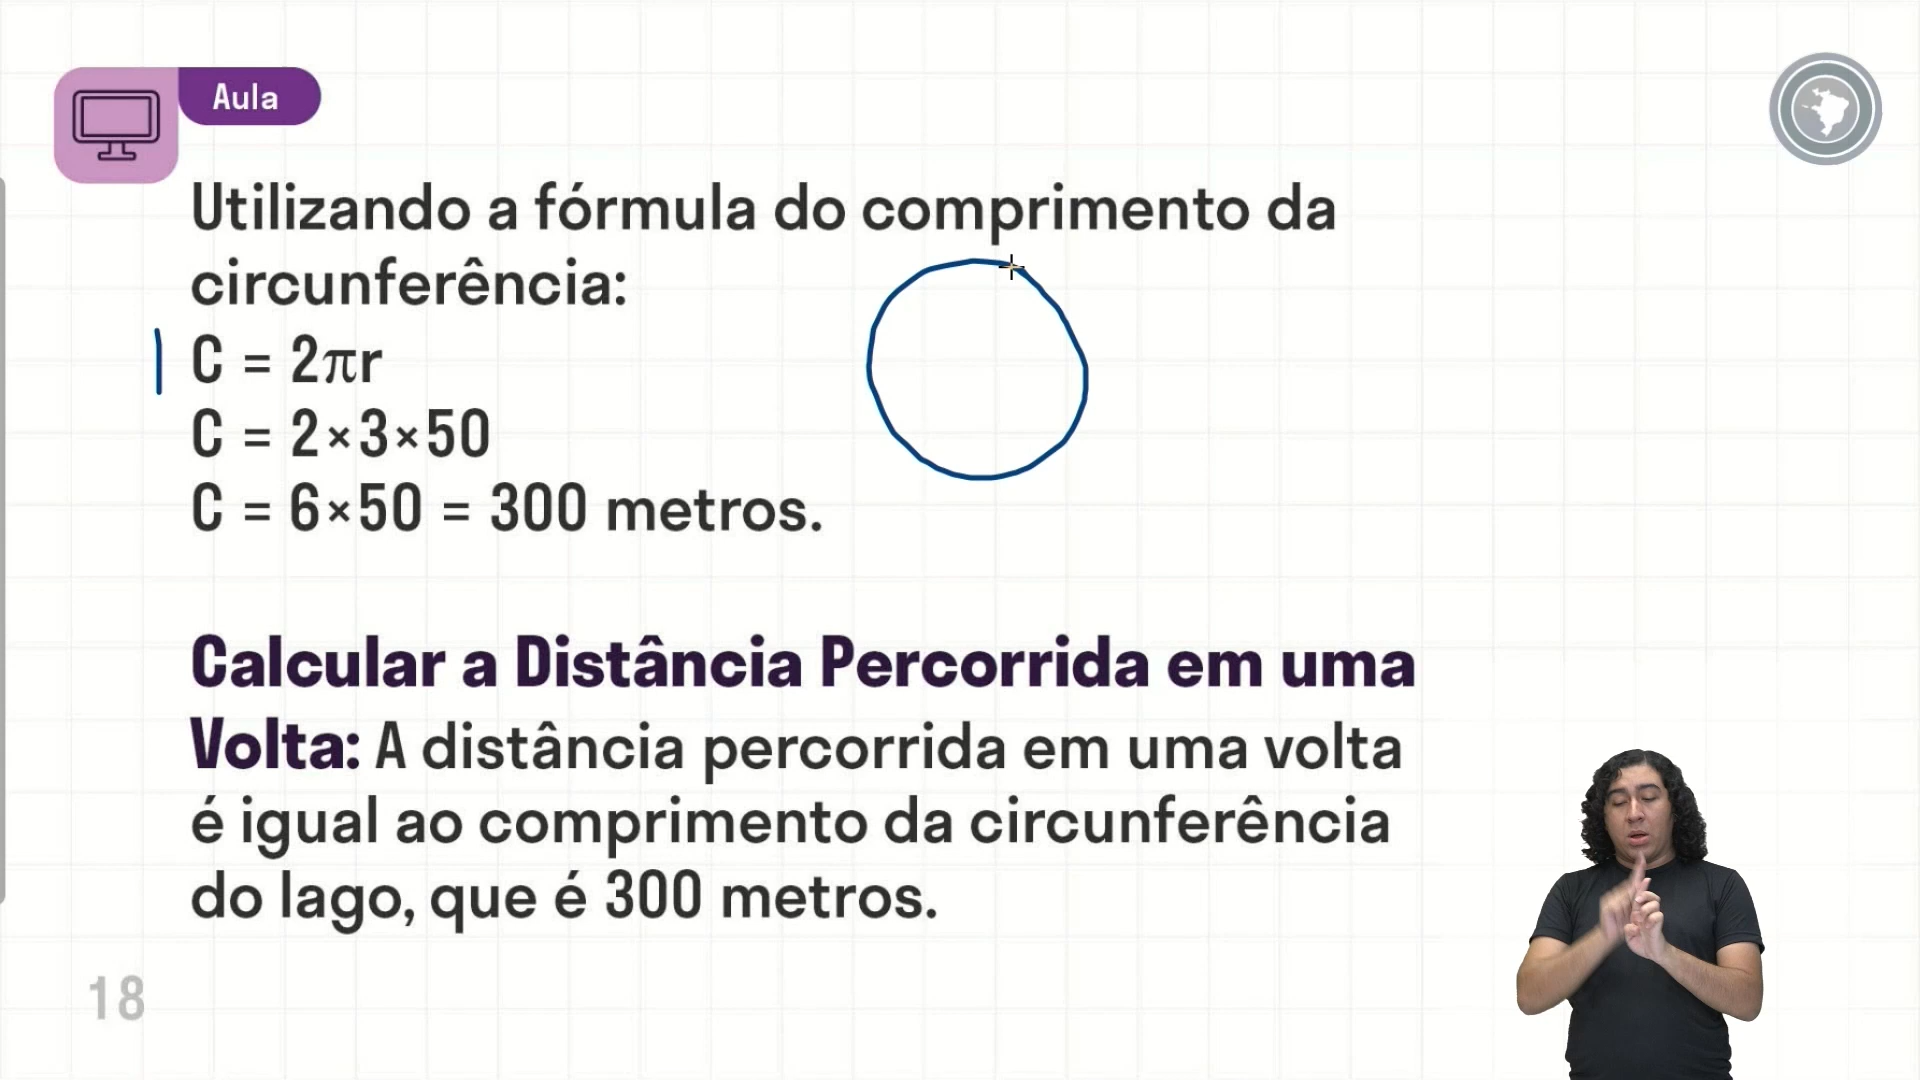 Aula
Utilizando a fórmula do comprimento da
circunferência:
C = 2πr
C = 2×3×50
C = 6×50 = 300 metros.
Calcular a Distância Percorrida em uma
Volta: A distância percorrida em uma volta
é igual ao comprimento da circunferência
do lago, que é 300 metros.
18